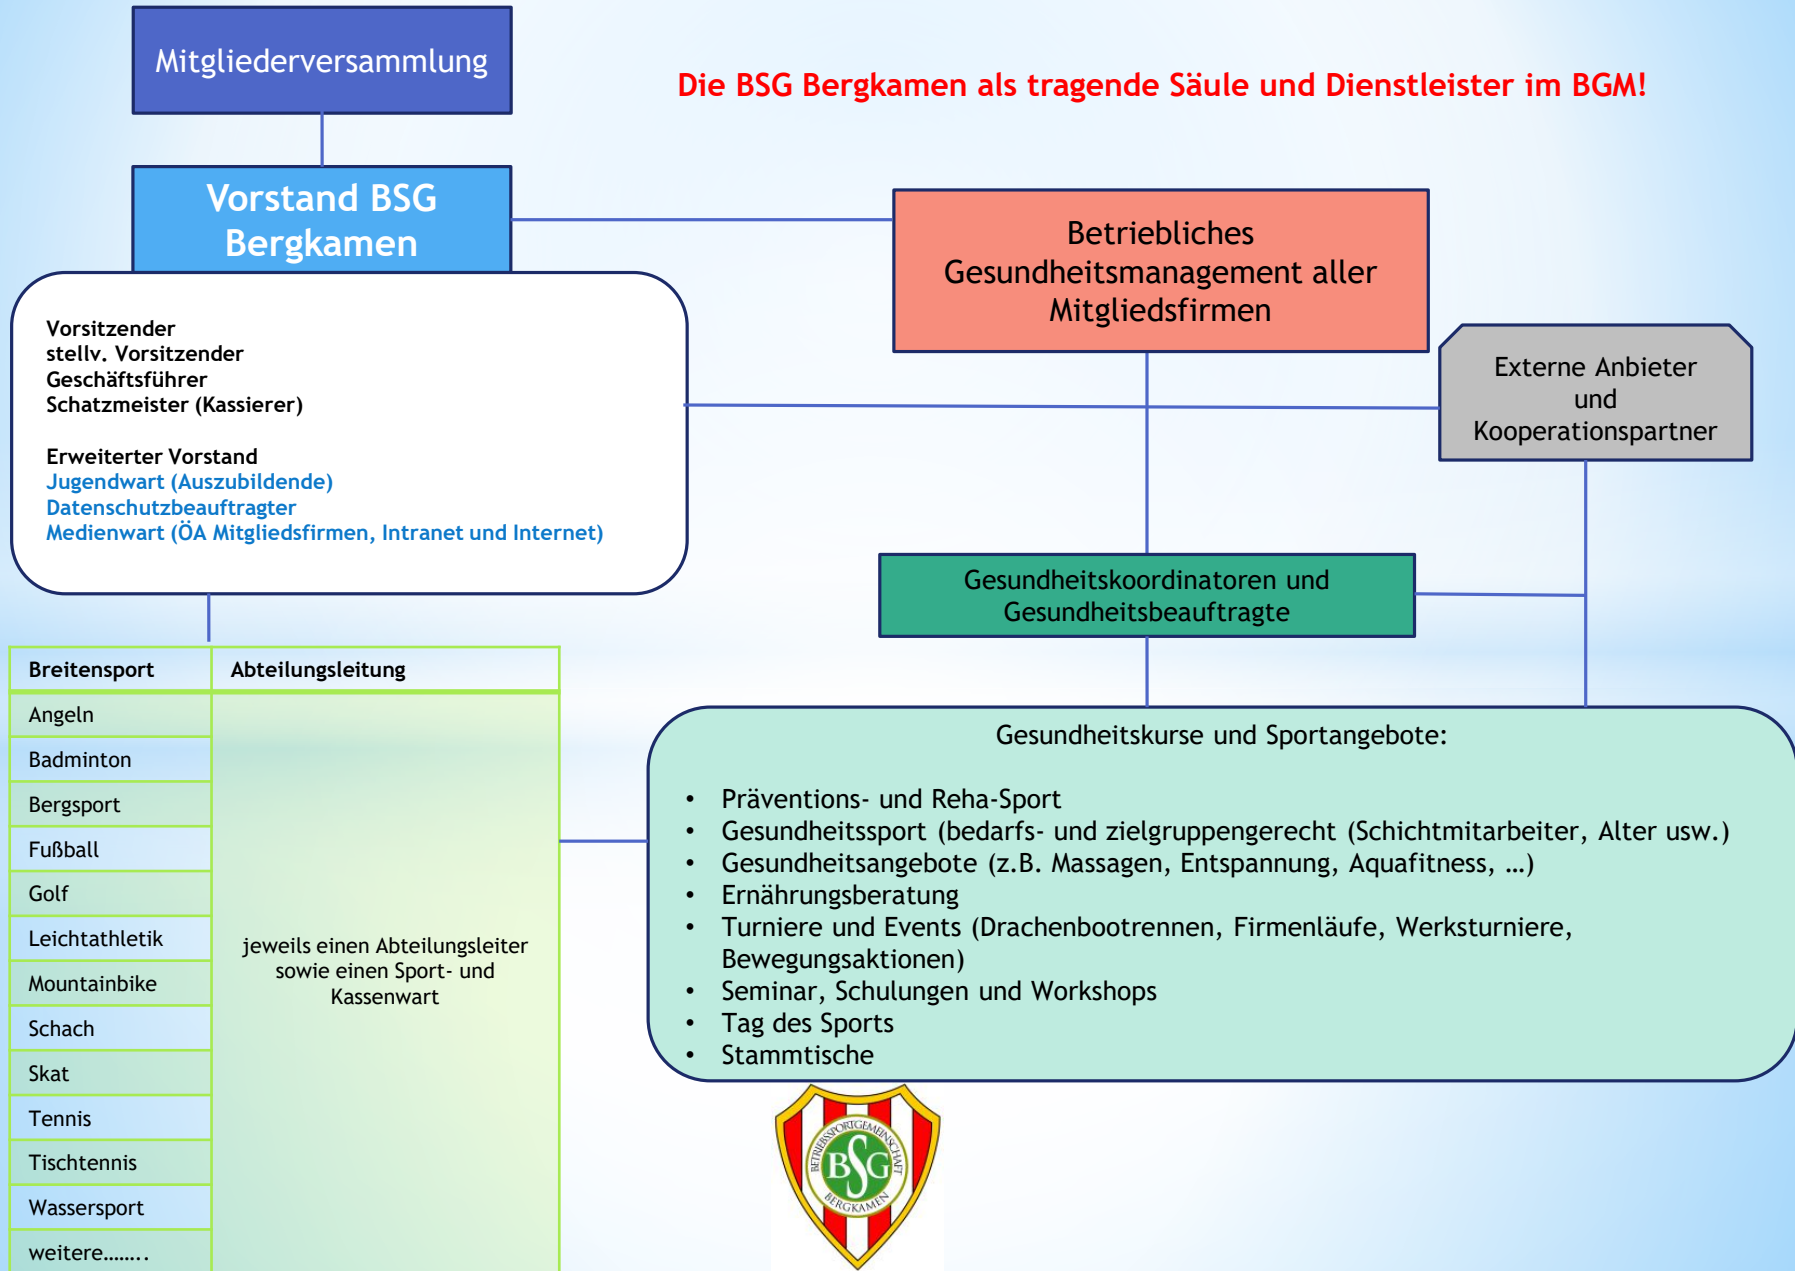 Mitgliederversammlung
Die BSG Bergkamen als tragende Säule und Dienstleister im BGM!
Vorstand BSG
Bergkamen
Betriebliches
Gesundheitsmanagement aller
Mitgliedsfirmen
Vorsitzender
stellv. Vorsitzender
Geschäftsführer
Schatzmeister (Kassierer)
Erweiterter Vorstand
Jugendwart (Auszubildende)
Datenschutzbeauftragter
Medienwart (ÖA Mitgliedsfirmen, Intranet und Internet)
Externe Anbieter
und
Kooperationspartner
Gesundheitskoordinatoren und
Gesundheitsbeauftragte
Breitensport Abteilungsleitung
Angeln
Badminton
Bergsport
Fußball
Golf
Leichtathletik
Mountainbike
Schach
Skat
Tennis
Tischtennis
Wassersport
weitere……..
jeweils einen Abteilungsleiter
sowie einen Sport- und
Kassenwart
Gesundheitskurse und Sportangebote:
• Präventions- und Reha-Sport
• Gesundheitssport (bedarfs- und zielgruppengerecht (Schichtmitarbeiter, Alter usw.)
• Gesundheitsangebote (z.B. Massagen, Entspannung, Aquafitness, …)
• Ernährungsberatung
• Turniere und Events (Drachenbootrennen, Firmenläufe, Werksturniere,
Bewegungsaktionen)
• Seminar, Schulungen und Workshops
• Tag des Sports
• Stammtische
BETRIEBSSPORTGEMEINSCHAFT
BSG
BERGKAMEN